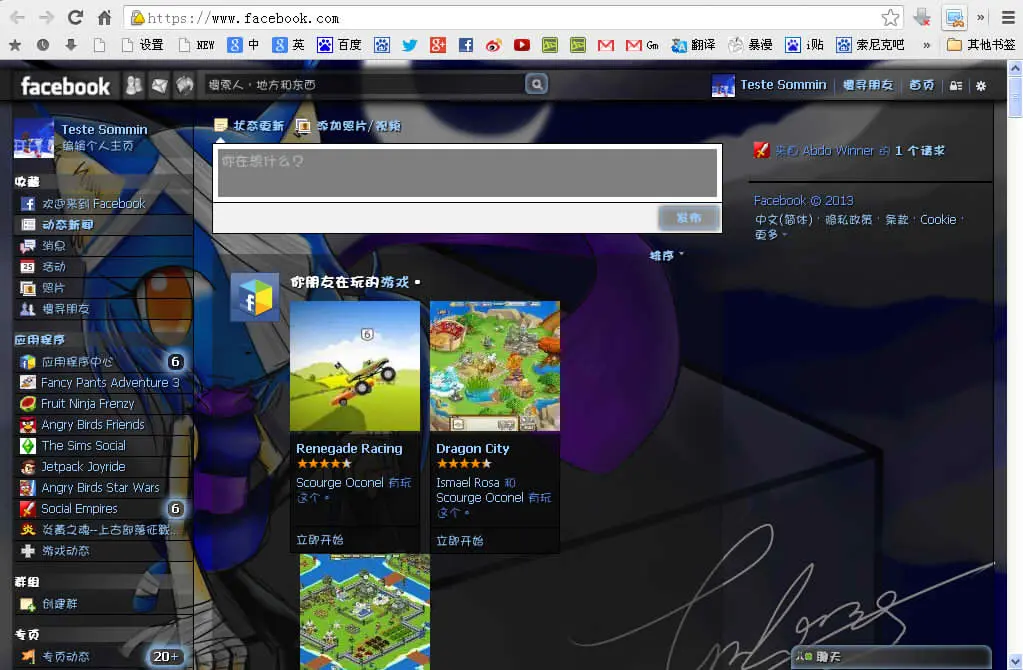 https://www.facebook.com
设置
NEW
中
英
百度
Gm
翻译
暴漫
i贴
索尼克吧
»
其他书签
facebook
搜索人、地方和东西
Teste Sommin
搜寻朋友
首页
Teste Sommin
编辑个人主页
收藏
欢迎来到 Facebook
动态新闻
消息
25 活动
照片
搜寻朋友
应用程序
应用程序中心 6
Fancy Pants Adventure 3
Fruit Ninja Frenzy
Angry Birds Friends
The Sims Social
Jetpack Joyride
Angry Birds Star Wars
Social Empires 6
炎黃之魂--上古部落征戰...
游戏动态
群组
创建群
专页
专页动态 20+
状态更新 添加照片/视频
你在想什么？
发布
排序
你朋友在玩的游戏。
6
Renegade Racing
Scourge Oconel 有玩
这个。
立即开始
Dragon City
Ismael Rosa 和
Scourge Oconel 有玩
这个。
立即开始
来自 Abdo Winner 的 1 个请求
Facebook © 2013
中文(简体) · 隐私政策 · 条款 · Cookie ·
更多
聊天